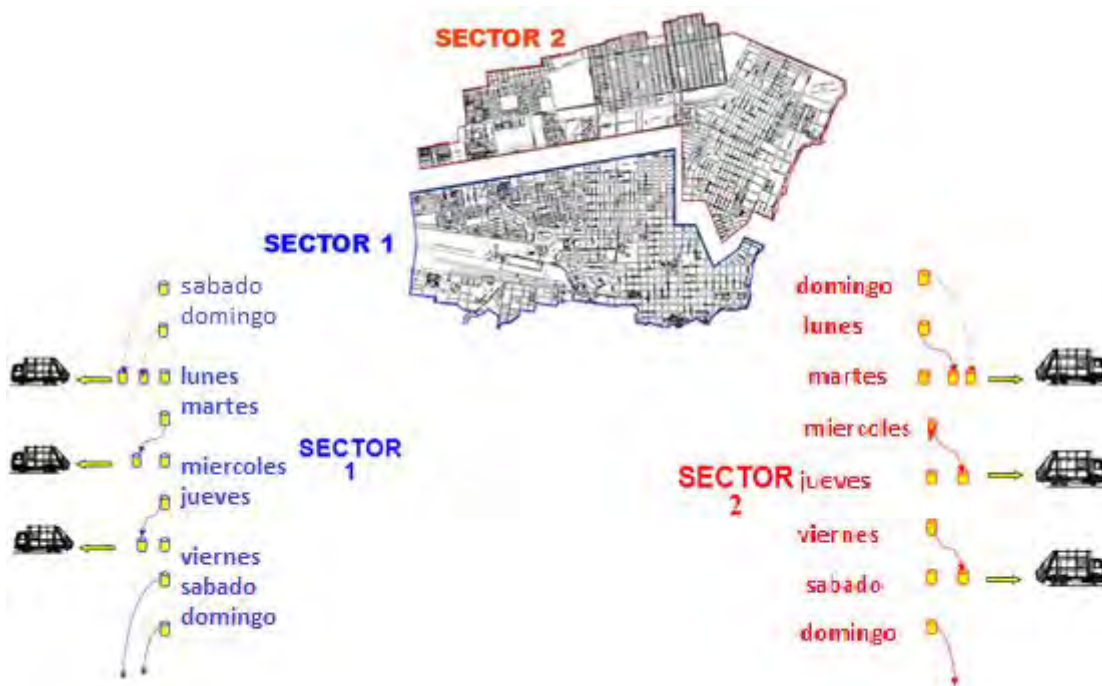 SECTOR 2
SECTOR 1
sabado
domingo
lunes
martes
miercoles
jueves
viernes
sabado
domingo
SECTOR
1
domingo
lunes
martes
miercoles
jueves
viernes
sabado
domingo
SECTOR
2